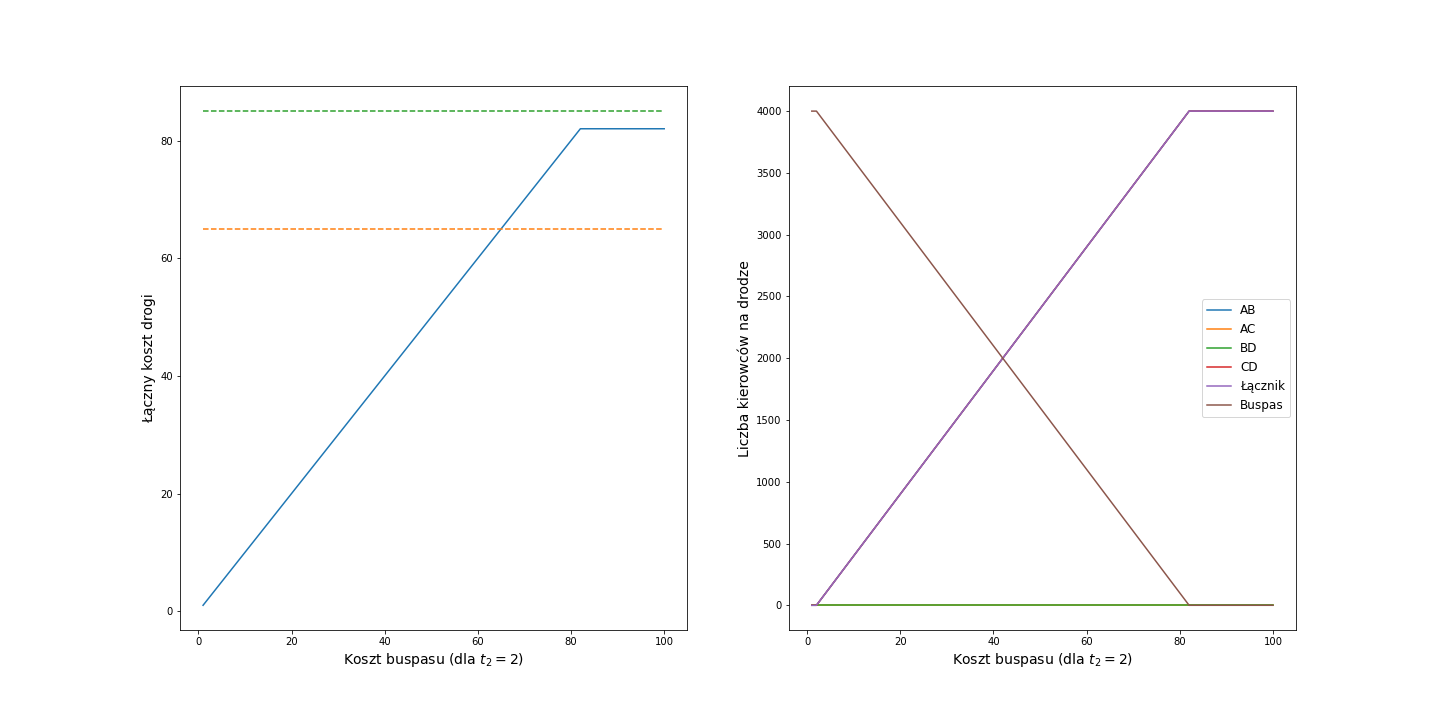 Łączny koszt drogi
80
60
40
20
0
0 20 40 60 80 100
Koszt buspasu (dla $t_2 = 2$)
Liczba kierowców na drodze
4000
3500
3000
2500
2000
1500
1000
500
0
0 20 40 60 80 100
Koszt buspasu (dla $t_2 = 2$)
AB
AC
BD
CD
Łącznik
Buspas